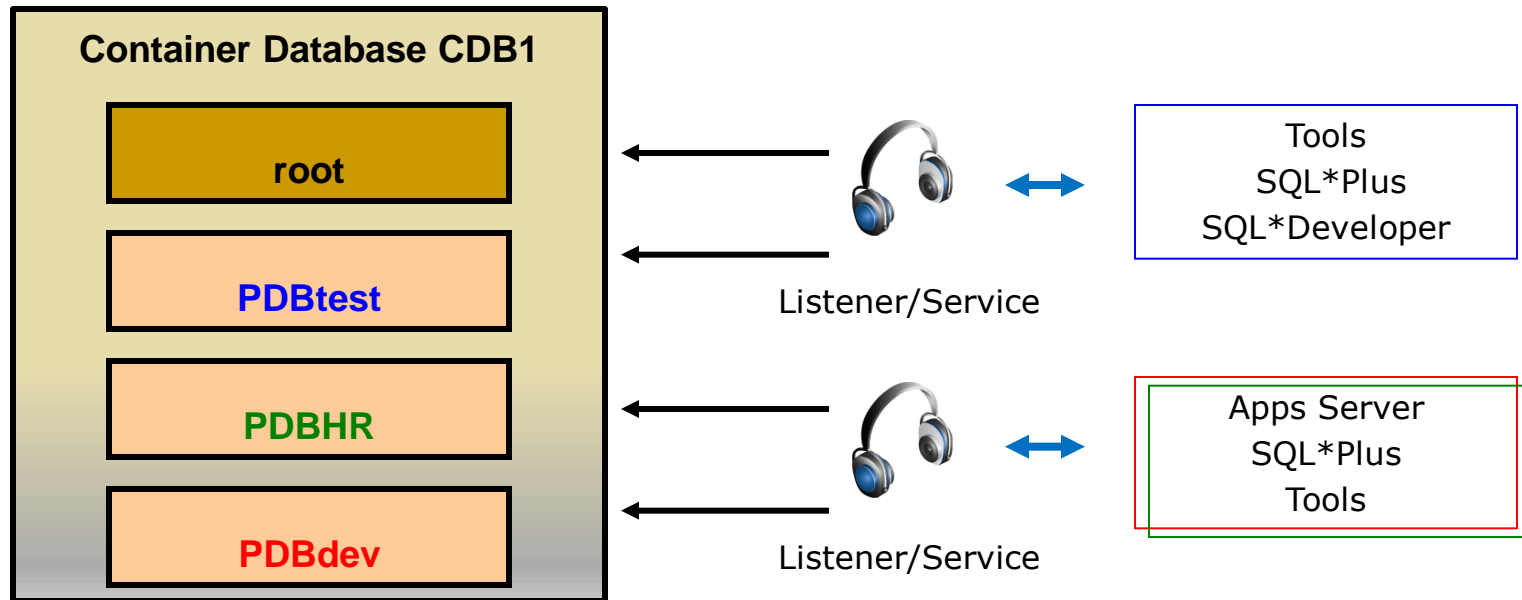 Container Database CDB1
root
PDBtest
PDBHR
PDBdev
Listener/Service
Listener/Service
Tools
SQL*Plus
SQL*Developer
Apps Server
SQL*Plus
Tools